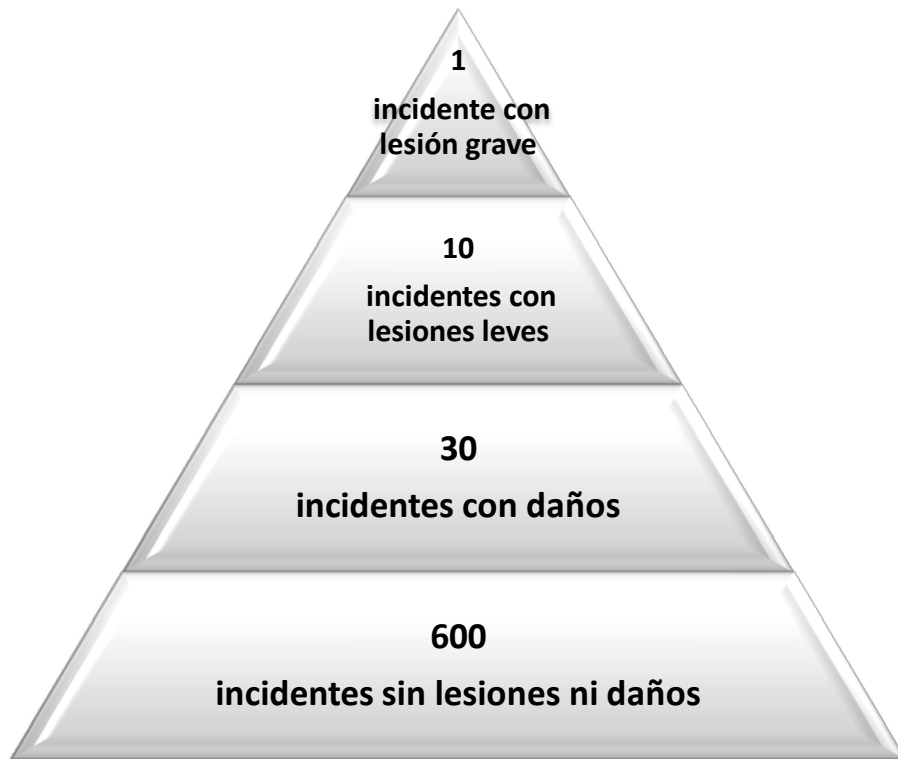 1
incidente con
lesión grave
10
incidentes con
lesiones leves
30
incidentes con daños
600
incidentes sin lesiones ni daños